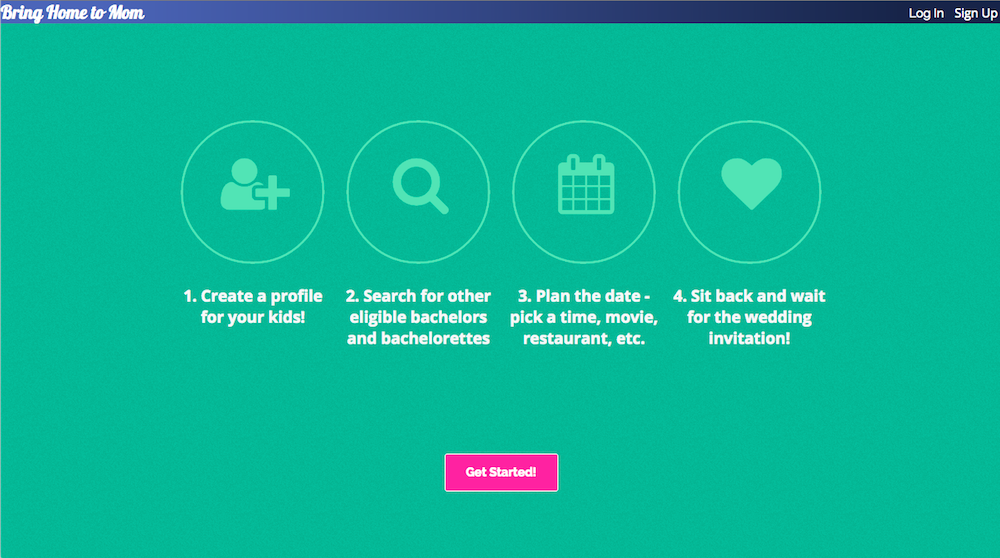 Bring Home to Mom
Log In Sign Up
1. Create a profile
for your kids!
2. Search for other
eligible bachelors
and bachelorettes
3. Plan the date -
pick a time, movie,
restaurant, etc.
4. Sit back and wait
for the wedding
invitation!
Get Started!